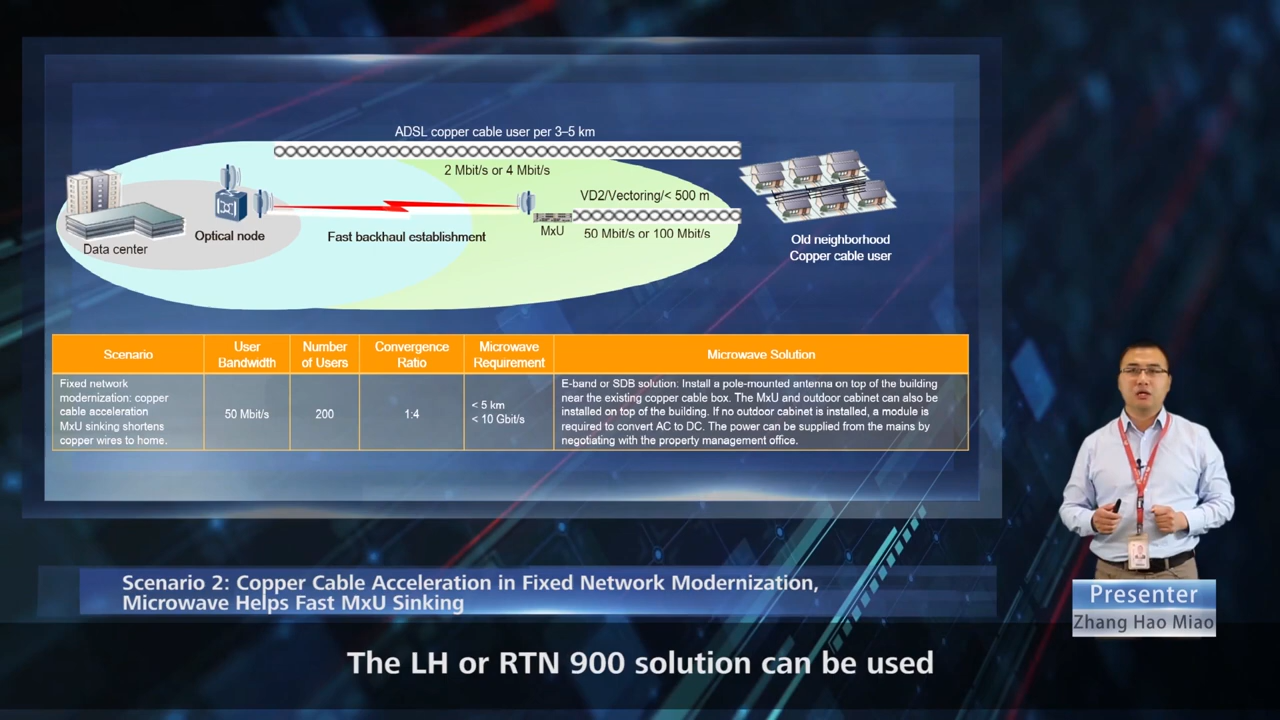 ADSL copper cable user per 3–5 km
2 Mbit/s or 4 Mbit/s
VD2/Vectoring/< 500 m
Optical node
Fast backhaul establishment
MxU
50 Mbit/s or 100 Mbit/s
Data center
Old neighborhood
Copper cable user
Scenario
User
Bandwidth
Number
of Users
Convergence
Ratio
Microwave
Requirement
Microwave Solution
Fixed network
modernization: copper
cable acceleration
MxU sinking shortens
copper wires to home.
50 Mbit/s
200
1:4
< 5 km
< 10 Gbit/s
E-band or SDB solution: Install a pole-mounted antenna on top of the building
near the existing copper cable box. The MxU and outdoor cabinet can also be
installed on top of the building. If no outdoor cabinet is installed, a module is
required to convert AC to DC. The power can be supplied from the mains by
negotiating with the property management office.
Scenario 2: Copper Cable Acceleration in Fixed Network Modernization,
Microwave Helps Fast MxU Sinking
Presenter
Zhang Hao Miao
The LH or RTN 900 solution can be used